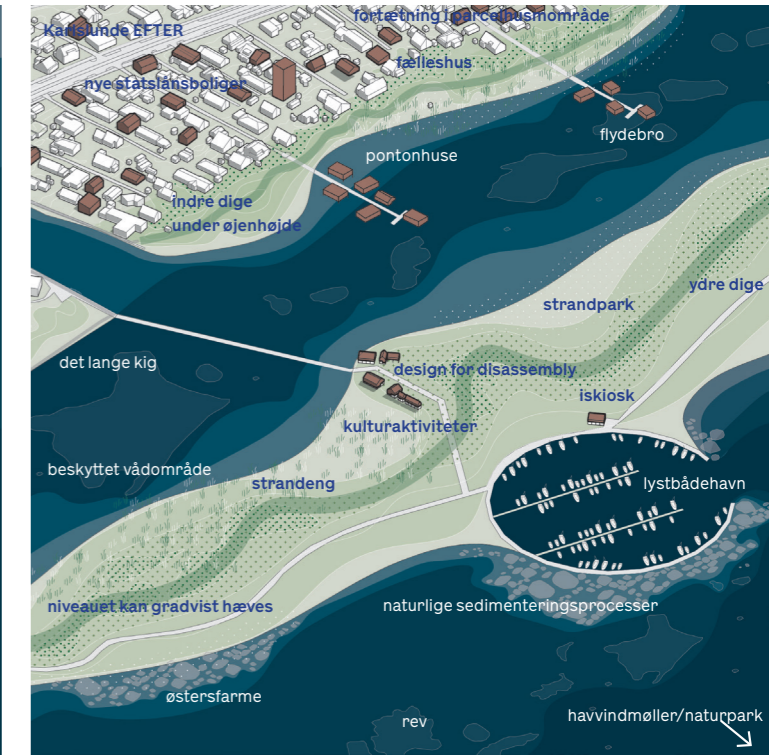 fortætning i parcelhusområde
Karlslunde EFTER
fælleshus
nye statslånsboliger
flydebro
pontonhuse
indre dige
under øjenhøjde
ydre dige
strandpark
det lange kig
design for disassembly
iskiosk
kulturaktiviteter
beskyttet vådområde
strandeng
lystbådehavn
niveauet kan gradvist hæves
naturlige sedimenteringsprocesser
østersfarme
rev
havvindmøller/naturpark